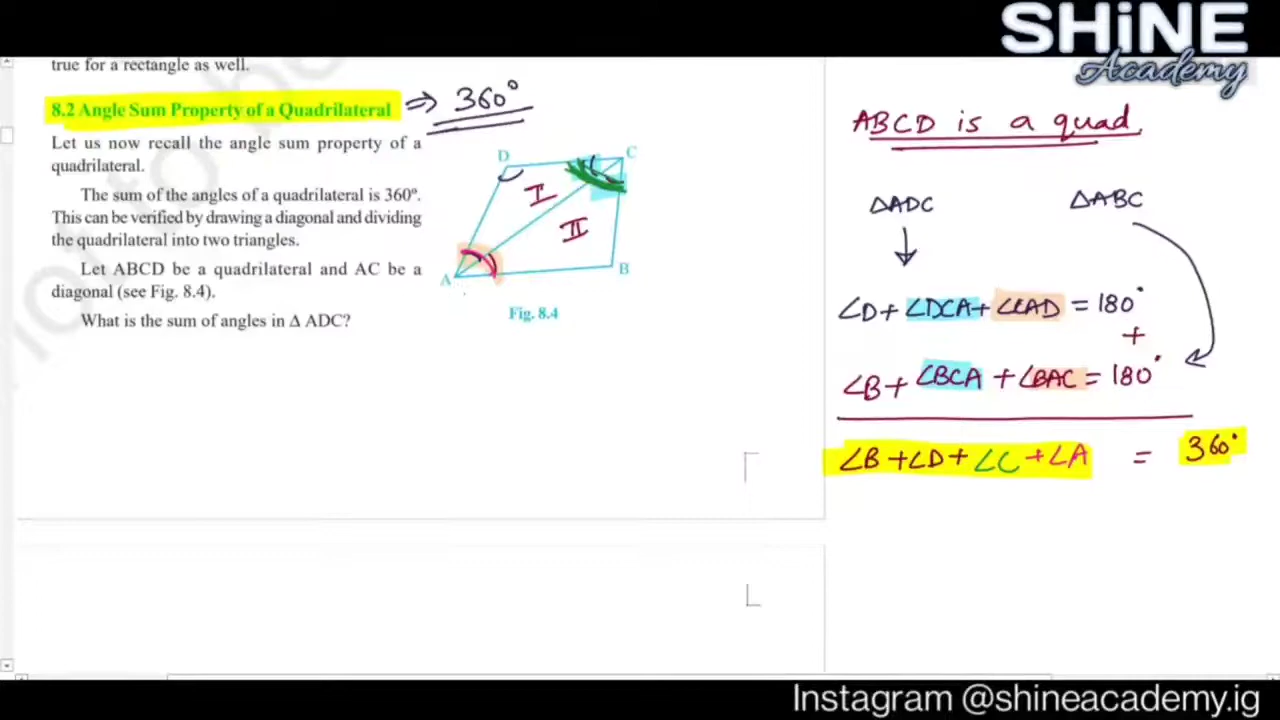 SHiNE
Academy
true for a rectangle as well.
8.2 Angle Sum Property of a Quadrilateral ⇒ 360°
Let us now recall the angle sum property of a
quadrilateral.
The sum of the angles of a quadrilateral is 360º.
This can be verified by drawing a diagonal and dividing
the quadrilateral into two triangles.
Let ABCD be a quadrilateral and AC be a
diagonal (see Fig. 8.4).
What is the sum of angles in Δ ADC?
D
C
I
II
A
B
Fig. 8.4
ABCD is a quad.
ΔADC ΔABC
∠D + ∠DCA + ∠CAD = 180°
+
∠B + ∠BCA + ∠BAC = 180°
∠B + ∠D + ∠C + ∠A = 360°
Instagram @shineacademy.ig